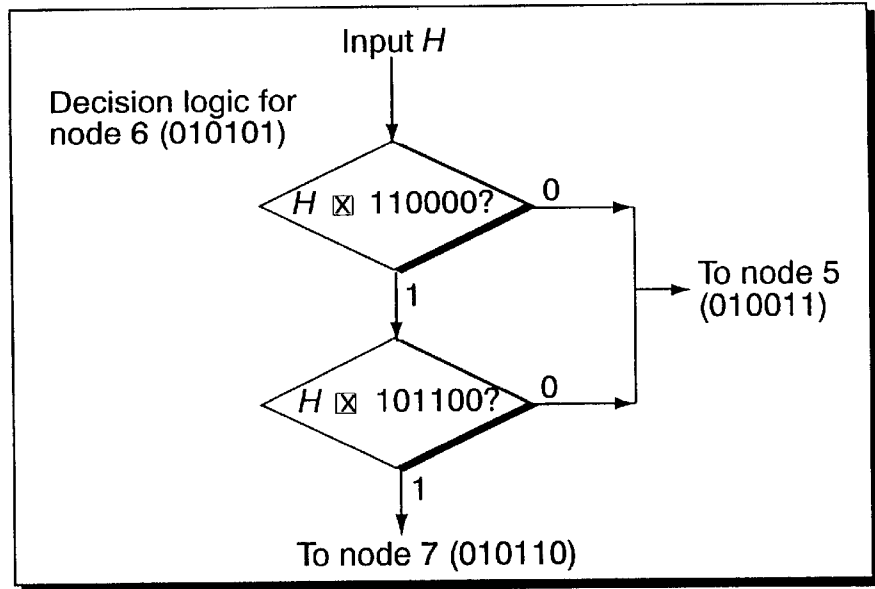 Input H
Decision logic for
node 6 (010101)
H ☒ 110000?
0
1
To node 5
(010011)
H ☒ 101100?
0
1
To node 7 (010110)